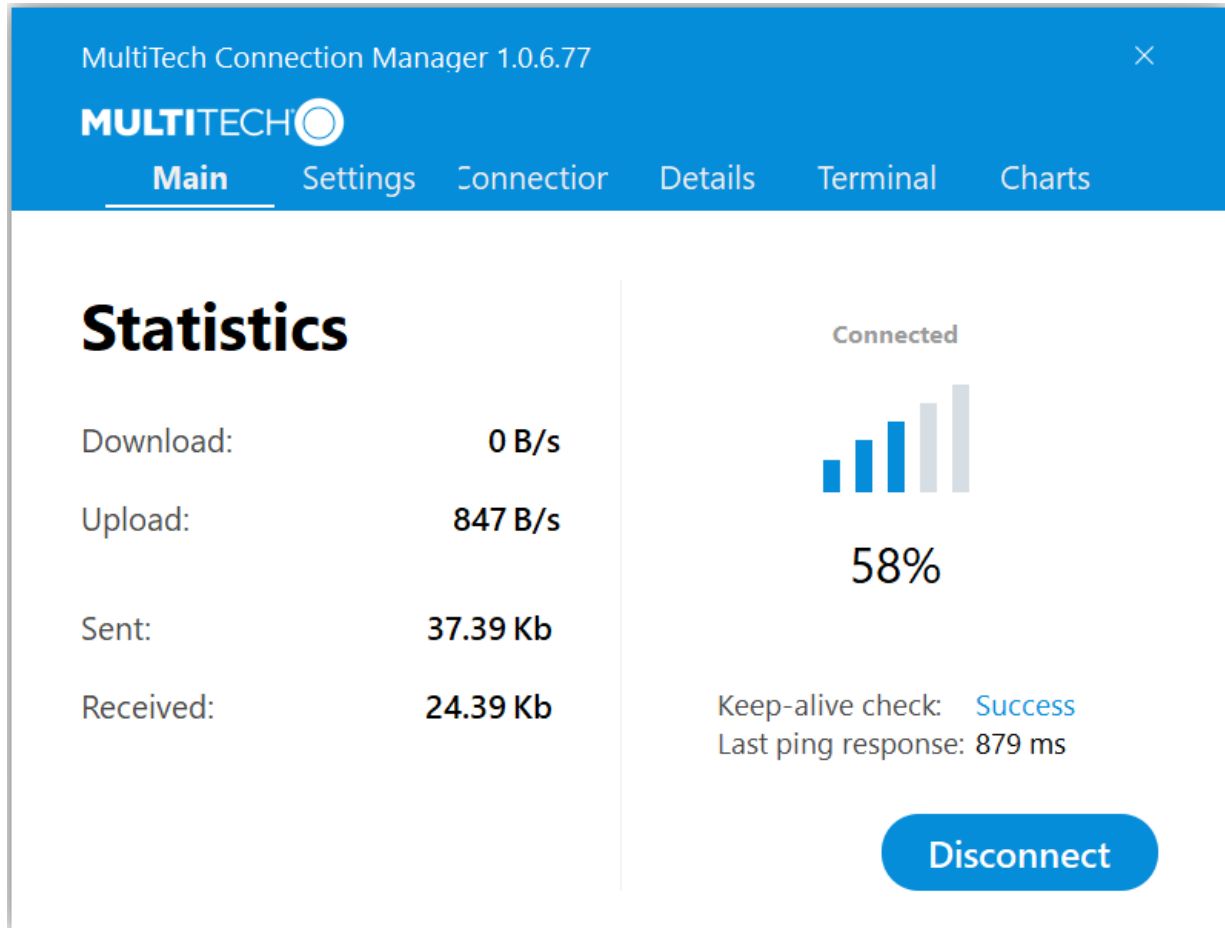 MultiTech Connection Manager 1.0.6.77
MULTITECH
Main Settings Connection Details Terminal Charts
Statistics
Connected
Download: 0 B/s
Upload: 847 B/s
58%
Sent: 37.39 Kb
Received: 24.39 Kb
Keep-alive check: Success
Last ping response: 879 ms
Disconnect